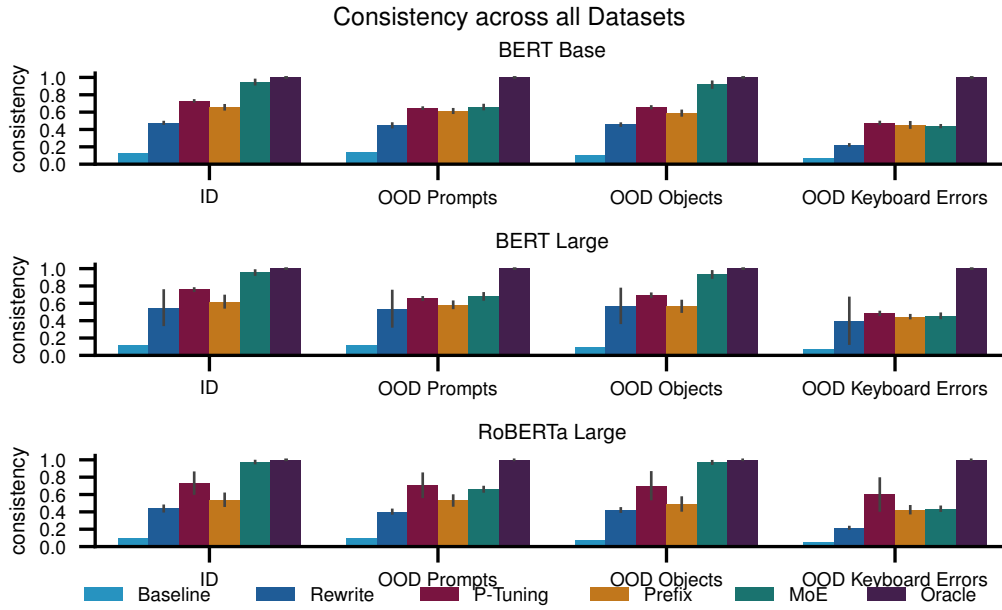 Consistency across all Datasets
BERT Base
consistency
1.0
0.8
0.6
0.4
0.2
0.0
ID
OOD Prompts
OOD Objects
OOD Keyboard Errors
BERT Large
consistency
1.0
0.8
0.6
0.4
0.2
0.0
ID
OOD Prompts
OOD Objects
OOD Keyboard Errors
RoBERTa Large
consistency
1.0
0.8
0.6
0.4
0.2
0.0
ID
OOD Prompts
OOD Objects
OOD Keyboard Errors
Baseline
Rewrite
P-Tuning
Prefix
MoE
Oracle